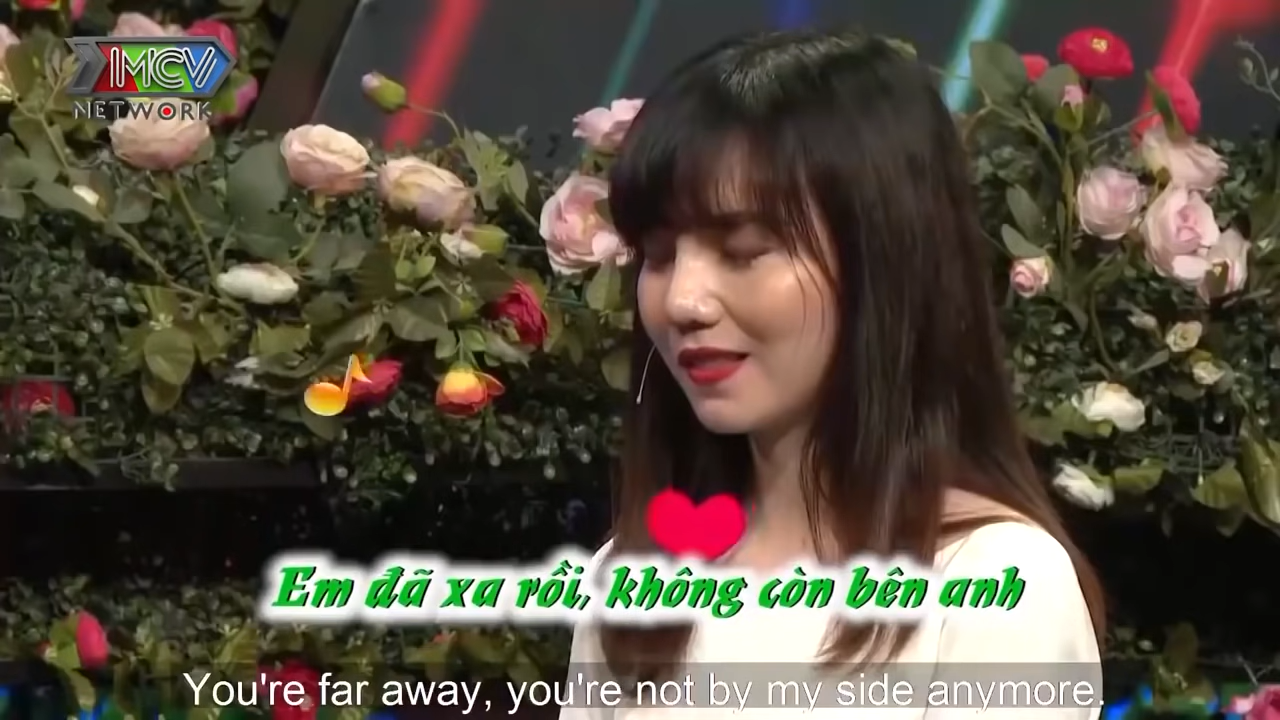 MCV
NETWORK
Em đã xa rồi, không còn bên anh
You're far away, you're not by my side anymore.